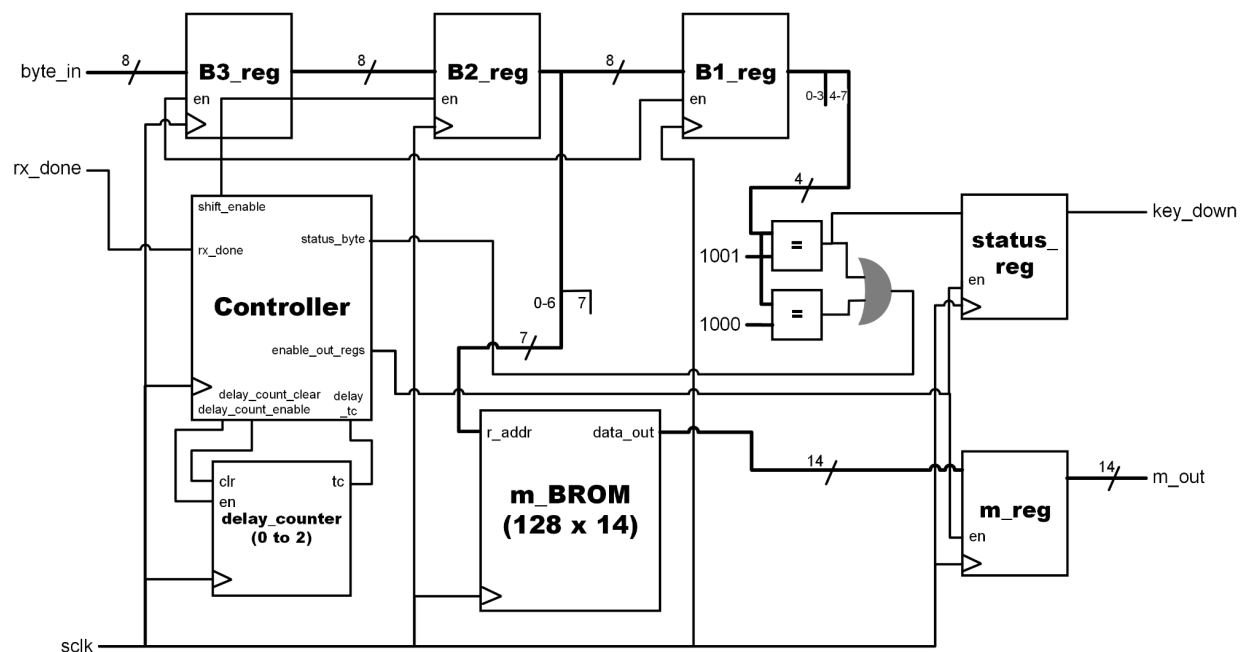 8
8
8
byte_in
B3_reg
B2_reg
B1_reg
en
en
en
0-3
4-7
rx_done
4
shift_enable
rx_done
status_byte
Controller
enable_out_regs
delay_count_clear
delay_count_enable
delay
_tc
=
1001
=
1000
status_
reg
en
key_down
0-6
7
7
r_addr
data_out
m_BROM
(128 x 14)
14
14
m_out
m_reg
en
clr
en
tc
delay_counter
(0 to 2)
sclk